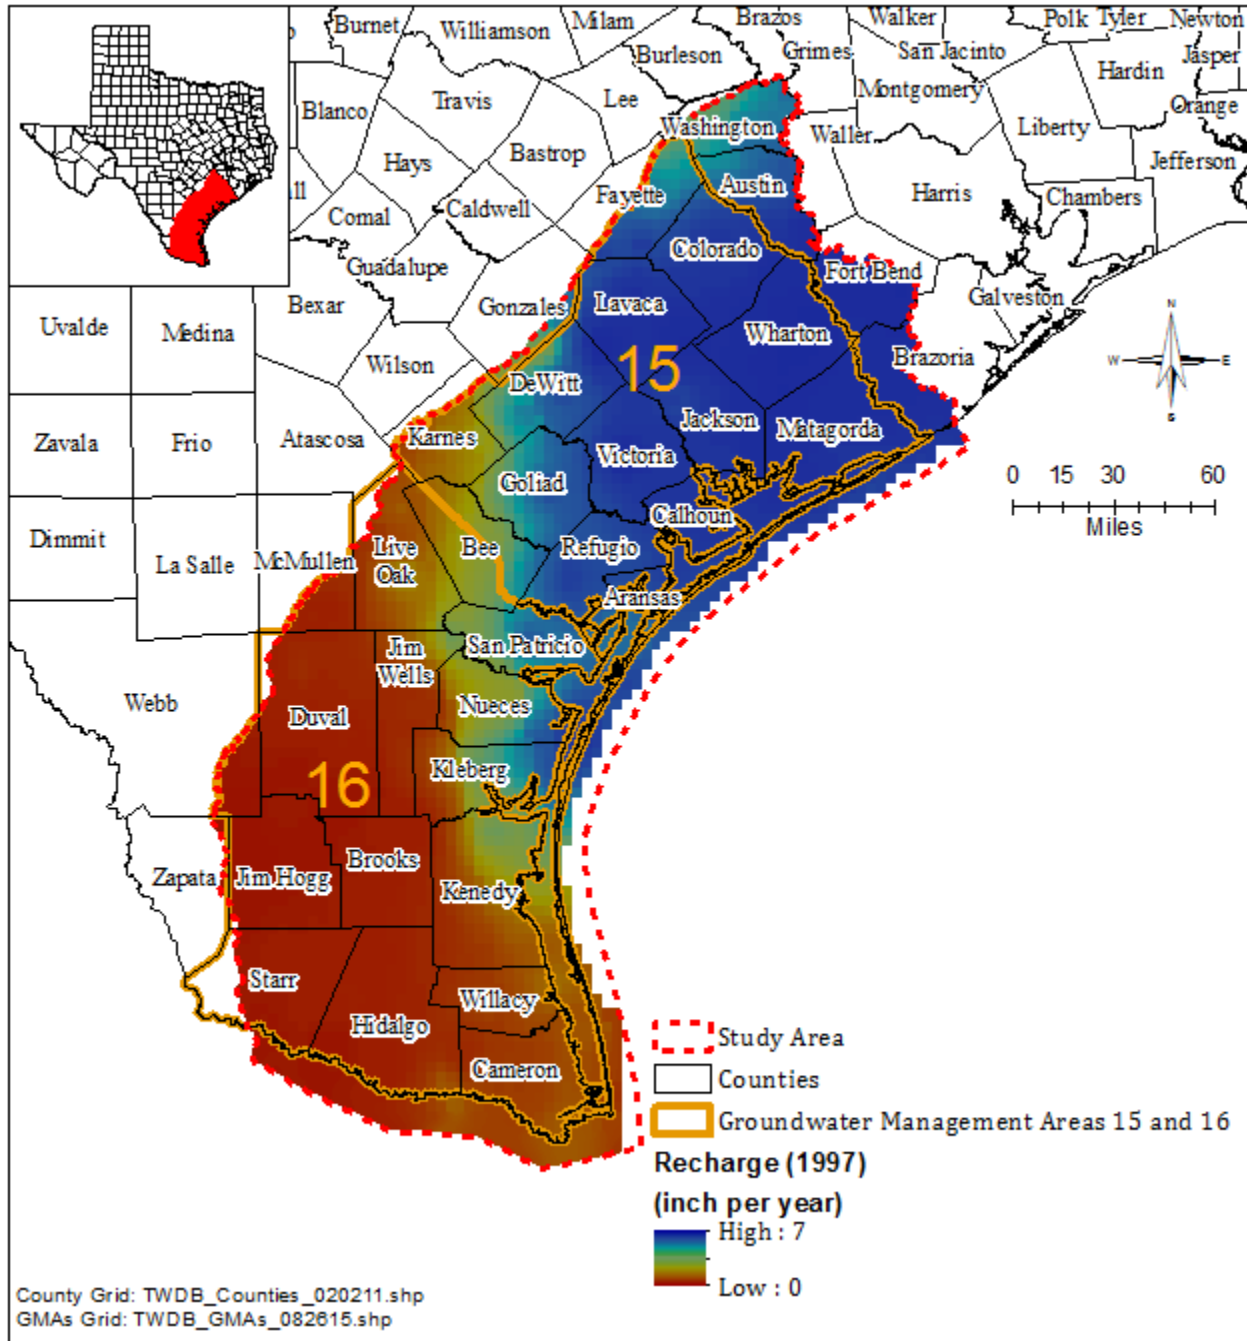 Burnet
Williamson
Milam
Brazos
Walker
Polk
Tyler
Newton
Grimes
San Jacinto
Jasper
Burleson
Hardin
Montgomery
Blanco
Travis
Lee
Orange
Washington
Waller
Liberty
Hays
Bastrop
Jefferson
Austin
Harris
Chambers
Fayette
Comal
Caldwell
Colorado
Guadalupe
Fort Bend
Bexar
Gonzales
Lavaca
Galveston
Uvalde
Medina
Wharton
N
Wilson
15
Brazoria
W
E
DeWitt
S
Zavala
Frio
Atascosa
Karnes
Jackson
Matagorda
Victoria
Goliad
0 15 30 60
Miles
Calhoun
Dimmit
La Salle
McMullen
Live
Oak
Bee
Refugio
Aransas
San Patricio
Jim
Wells
Webb
Duval
Nueces
16
Kleberg
Zapata
Jim Hogg
Brooks
Kenedy
Starr
Willacy
Hidalgo
Cameron
Study Area
Counties
Groundwater Management Areas 15 and 16
Recharge (1997)
(inch per year)
High : 7
Low : 0
County Grid: TWDB_Counties_020211.shp
GMAs Grid: TWDB_GMAs_082615.shp